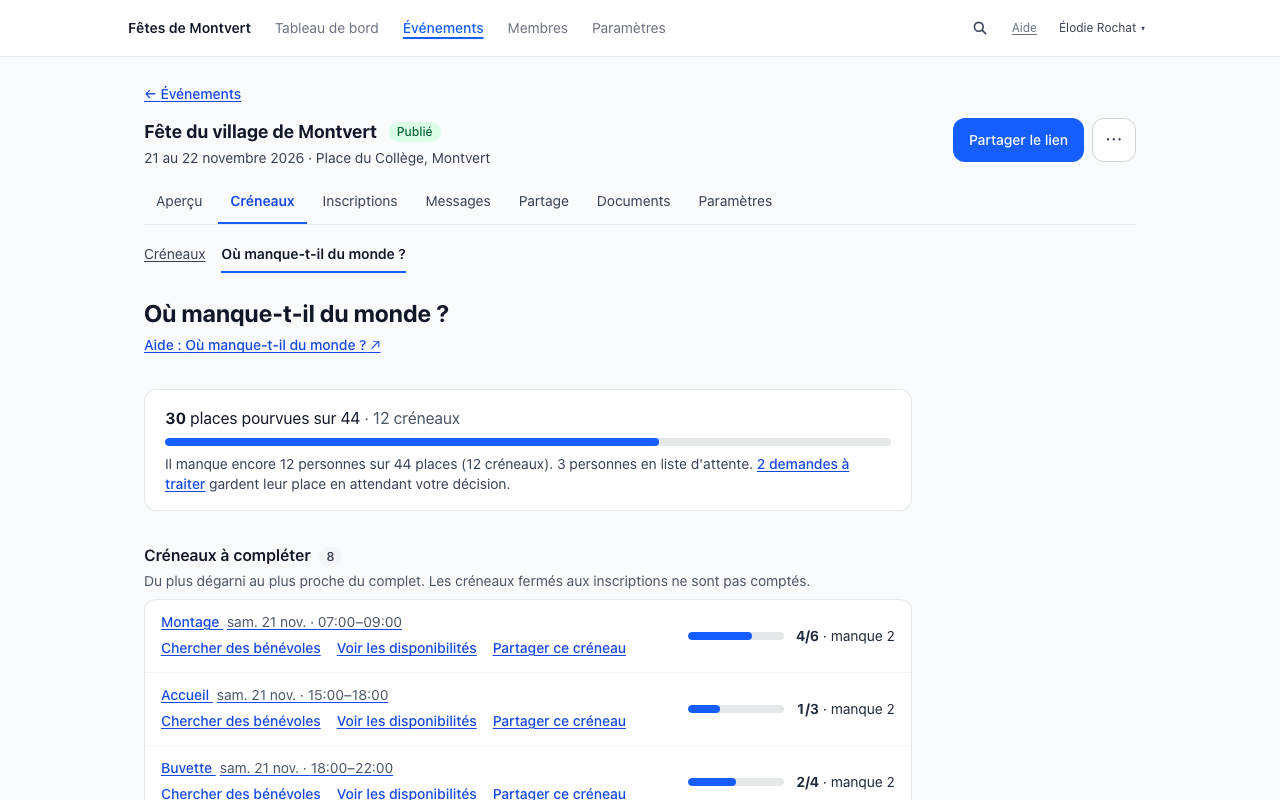 Fêtes de Montvert Tableau de bord Événements Membres Paramètres Aide Élodie Rochat
← Événements
Fête du village de Montvert Publié
21 au 22 novembre 2026 · Place du Collège, Montvert
Partager le lien ···
Aperçu Créneaux Inscriptions Messages Partage Documents Paramètres
Créneaux Où manque-t-il du monde ?
Où manque-t-il du monde ?
Aide : Où manque-t-il du monde ? ↗
30 places pourvues sur 44 · 12 créneaux
Il manque encore 12 personnes sur 44 places (12 créneaux). 3 personnes en liste d'attente. 2 demandes à
traiter gardent leur place en attendant votre décision.
Créneaux à compléter 8
Du plus dégarni au plus proche du complet. Les créneaux fermés aux inscriptions ne sont pas comptés.
Montage sam. 21 nov. · 07:00–09:00
Chercher des bénévoles Voir les disponibilités Partager ce créneau
4/6 · manque 2
Accueil sam. 21 nov. · 15:00–18:00
Chercher des bénévoles Voir les disponibilités Partager ce créneau
1/3 · manque 2
Buvette sam. 21 nov. · 18:00–22:00
Chercher des bénévoles Voir les disponibilités Partager ce créneau
2/4 · manque 2